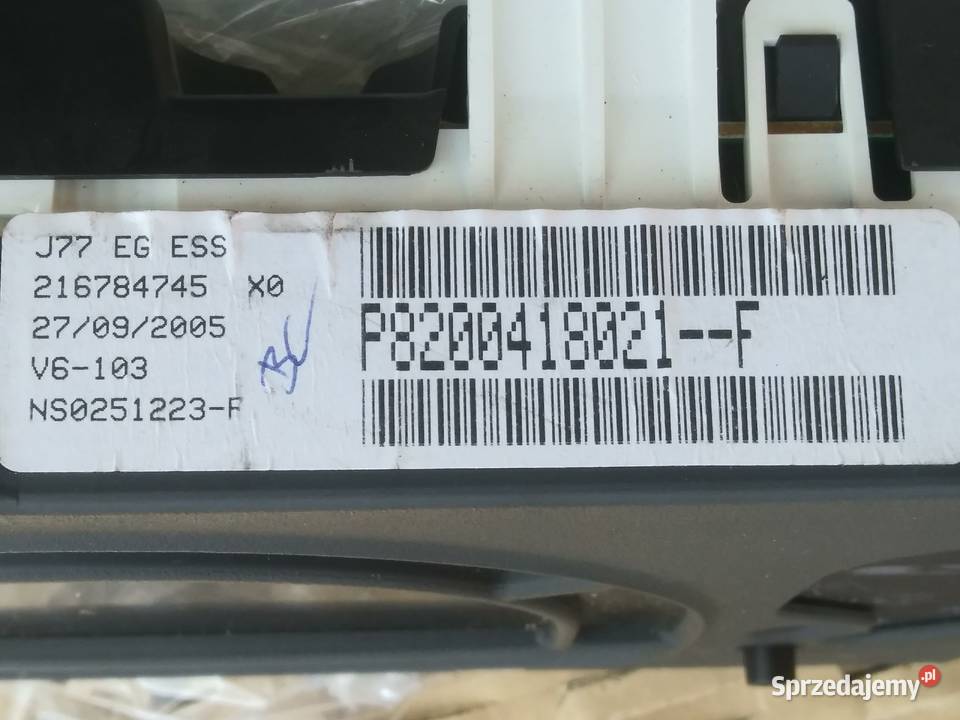 J77 EG ESS
216784745 X0
27/09/2005
V6-103
NS0251223-F
P8200418021--F
Sprzedajemy.pl